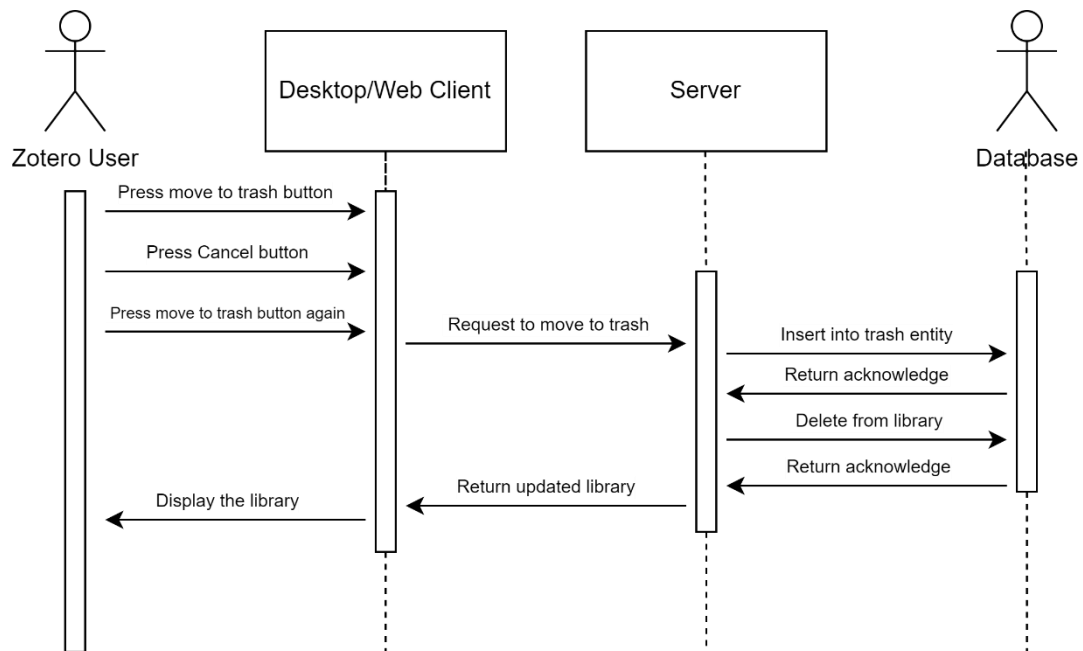 Desktop/Web Client
Server
Zotero User
Database
Press move to trash button
Press Cancel button
Press move to trash button again
Request to move to trash
Insert into trash entity
Return acknowledge
Delete from library
Return acknowledge
Return updated library
Display the library